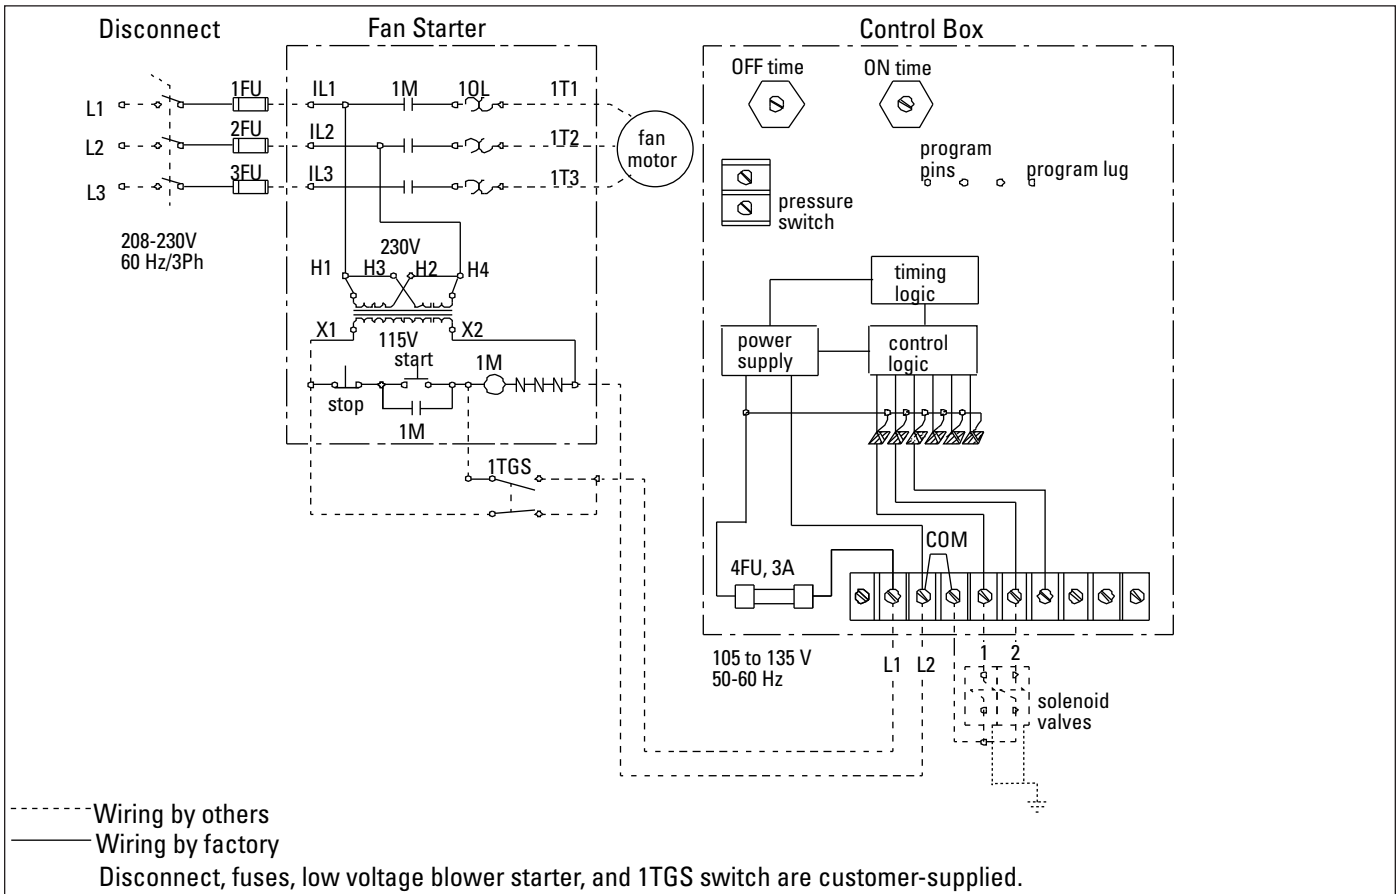 Disconnect
Fan Starter
Control Box
OFF time
ON time
1FU
IL1
1M
1OL
1T1
L1
2FU
IL2
1T2
L2
fan
motor
3FU
IL3
1T3
L3
program
pins
program lug
pressure
switch
208-230V
60 Hz/3Ph
230V
H1
H3
H2
H4
timing
logic
X1
115V
X2
power
supply
control
logic
start
1M
stop
1M
1TGS
COM
4FU, 3A
105 to 135 V
50-60 Hz
L1
L2
1
2
solenoid
valves
Wiring by others
Wiring by factory
Disconnect, fuses, low voltage blower starter, and 1TGS switch are customer-supplied.